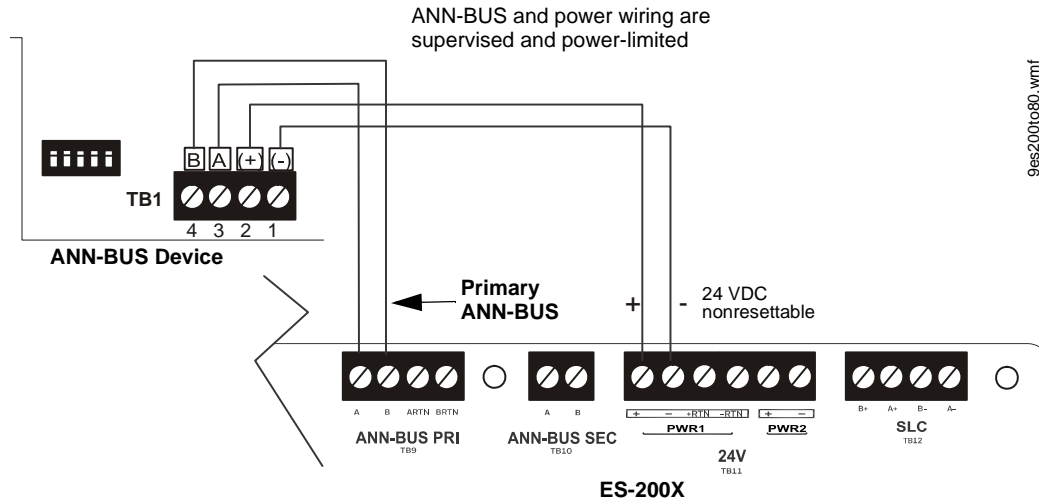 ANN-BUS and power wiring are
supervised and power-limited
9es200to80.wmf
B A (+) (-)
TB1
4 3 2 1
ANN-BUS Device
Primary
ANN-BUS
+ - 24 VDC
nonresettable
A B ARTN BRTN
ANN-BUS PRI
TB9
A B
ANN-BUS SEC
TB10
+ − +RTN −RTN + −
PWR1 PWR2
24V
TB11
B+ A+ B− A−
SLC
TB12
ES-200X